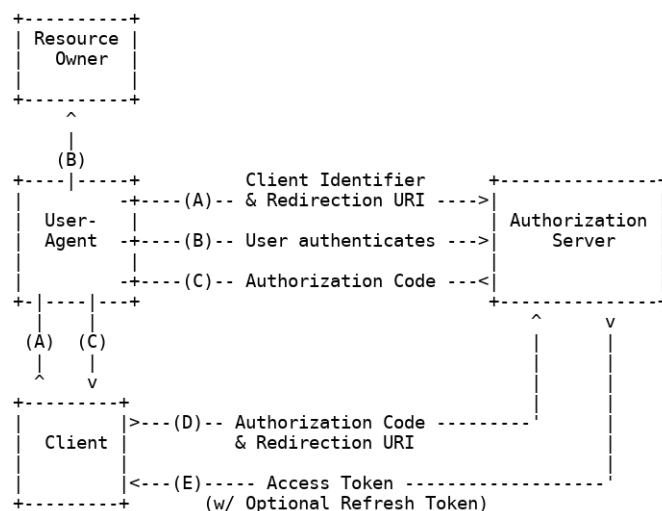 Resource
Owner
(B)
Client Identifier
(A) & Redirection URI
User-Agent
(B) User authenticates
Authorization Server
(C) Authorization Code
(A) (C)
(D) Authorization Code
Client & Redirection URI
(E) Access Token
(w/ Optional Refresh Token)